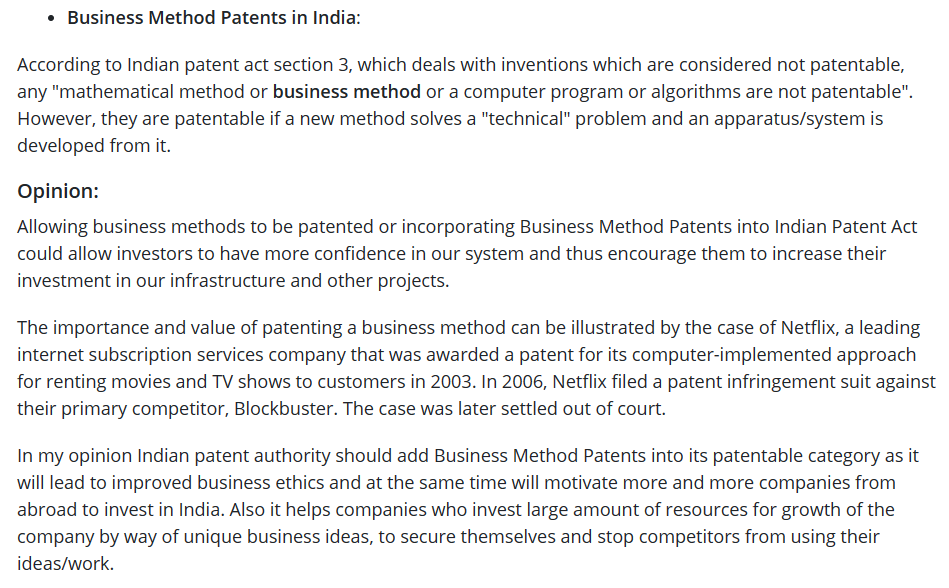 • Business Method Patents in India:
According to Indian patent act section 3, which deals with inventions which are considered not patentable,
any "mathematical method or business method or a computer program or algorithms are not patentable".
However, they are patentable if a new method solves a "technical" problem and an apparatus/system is
developed from it.
Opinion:
Allowing business methods to be patented or incorporating Business Method Patents into Indian Patent Act
could allow investors to have more confidence in our system and thus encourage them to increase their
investment in our infrastructure and other projects.
The importance and value of patenting a business method can be illustrated by the case of Netflix, a leading
internet subscription services company that was awarded a patent for its computer-implemented approach
for renting movies and TV shows to customers in 2003. In 2006, Netflix filed a patent infringement suit against
their primary competitor, Blockbuster. The case was later settled out of court.
In my opinion Indian patent authority should add Business Method Patents into its patentable category as it
will lead to improved business ethics and at the same time will motivate more and more companies from
abroad to invest in India. Also it helps companies who invest large amount of resources for growth of the
company by way of unique business ideas, to secure themselves and stop competitors from using their
ideas/work.